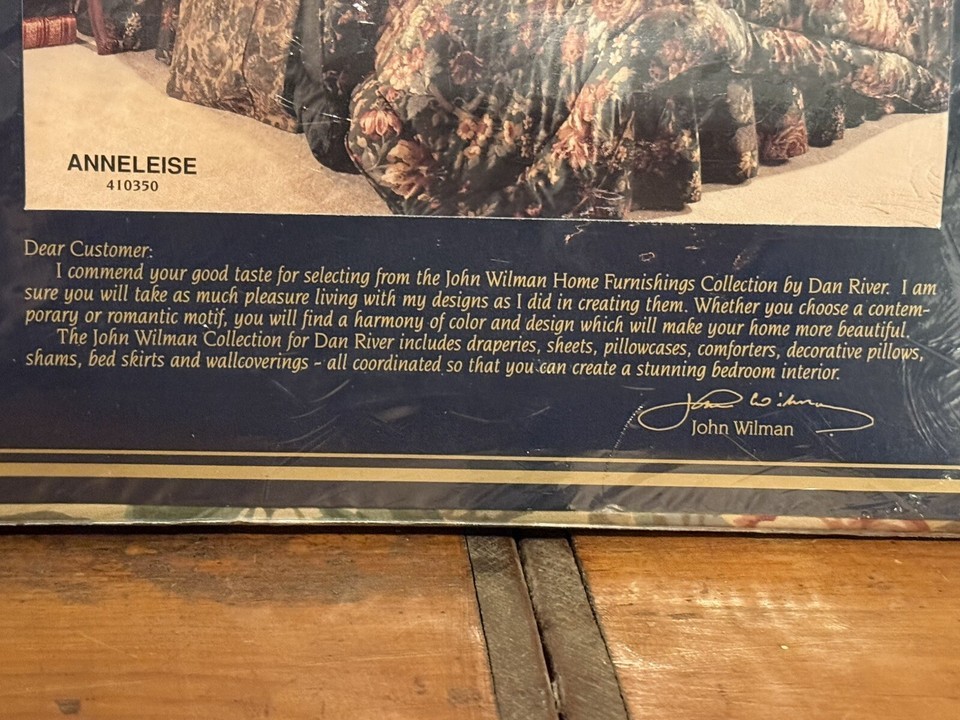 ANNELEISE
410350
Dear Customer:
I commend your good taste for selecting from the John Wilman Home Furnishings Collection by Dan River. I am
sure you will take as much pleasure living with my designs as I did in creating them. Whether you choose a contem-
porary or romantic motif, you will find a harmony of color and design which will make your home more beautiful.
The John Wilman Collection for Dan River includes draperies, sheets, pillowcases, comforters, decorative pillows,
shams, bed skirts and wallcoverings - all coordinated so that you can create a stunning bedroom interior.
John Wilman
John Wilman